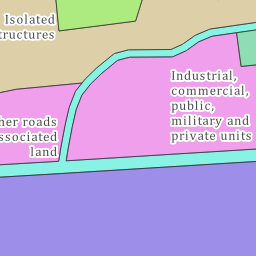 Isolated
structures
Industrial,
commercial,
public,
military and
private units
her roads
ssociated
land